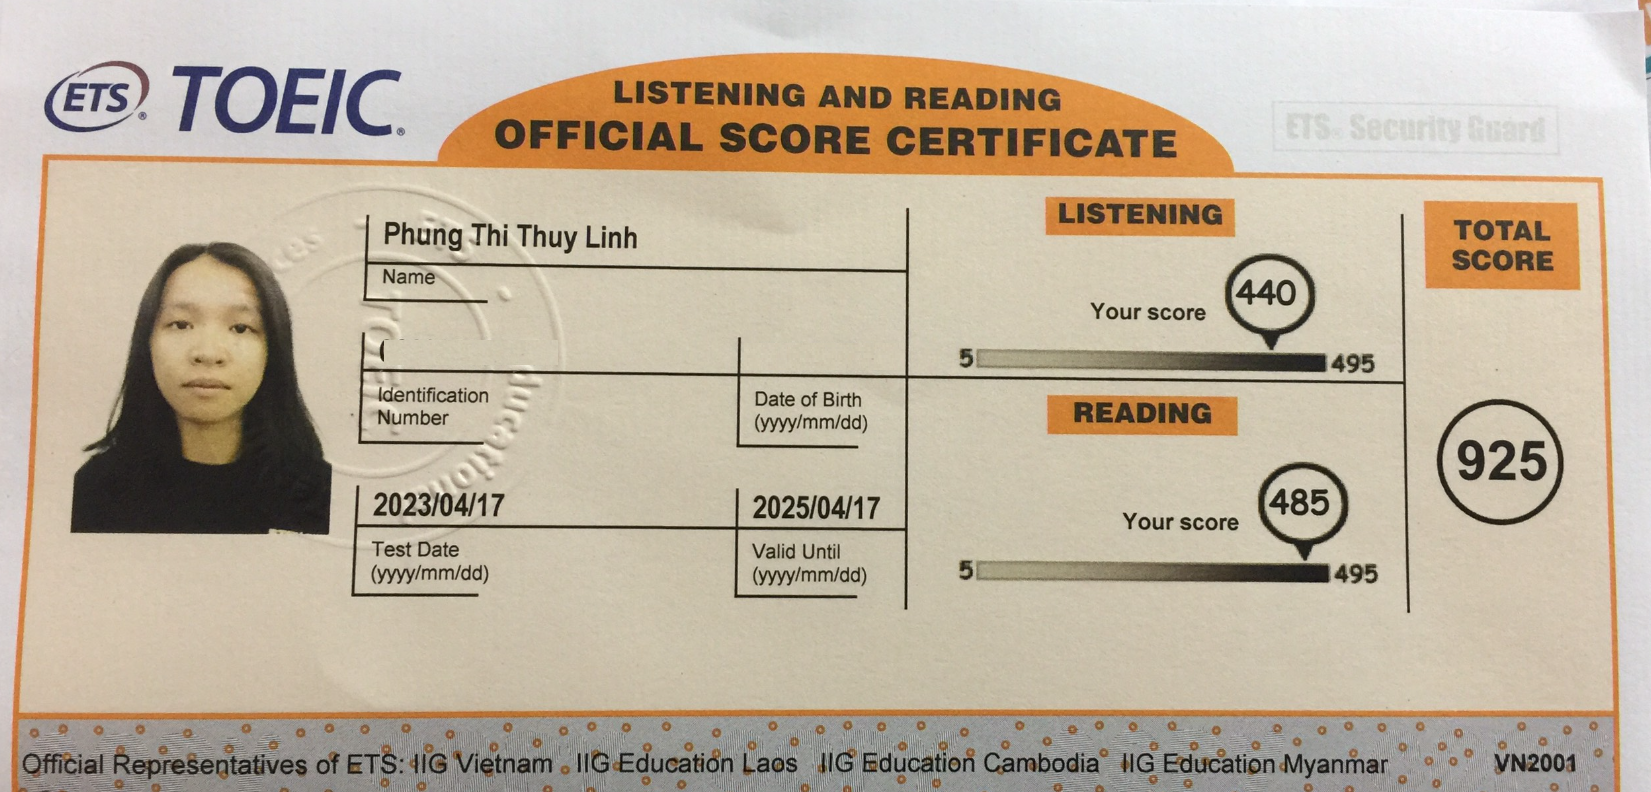 ETS® TOEIC®
LISTENING AND READING
OFFICIAL SCORE CERTIFICATE
ETS® Security Guard
Phung Thi Thuy Linh
Name
Identification
Number
Date of Birth
(yyyy/mm/dd)
2023/04/17
Test Date
(yyyy/mm/dd)
2025/04/17
Valid Until
(yyyy/mm/dd)
LISTENING
Your score
440
5 495
READING
Your score
485
5 495
TOTAL
SCORE
925
Official Representatives of ETS: IIG Vietnam IIG Education Laos IIG Education Cambodia IIG Education Myanmar VN2001